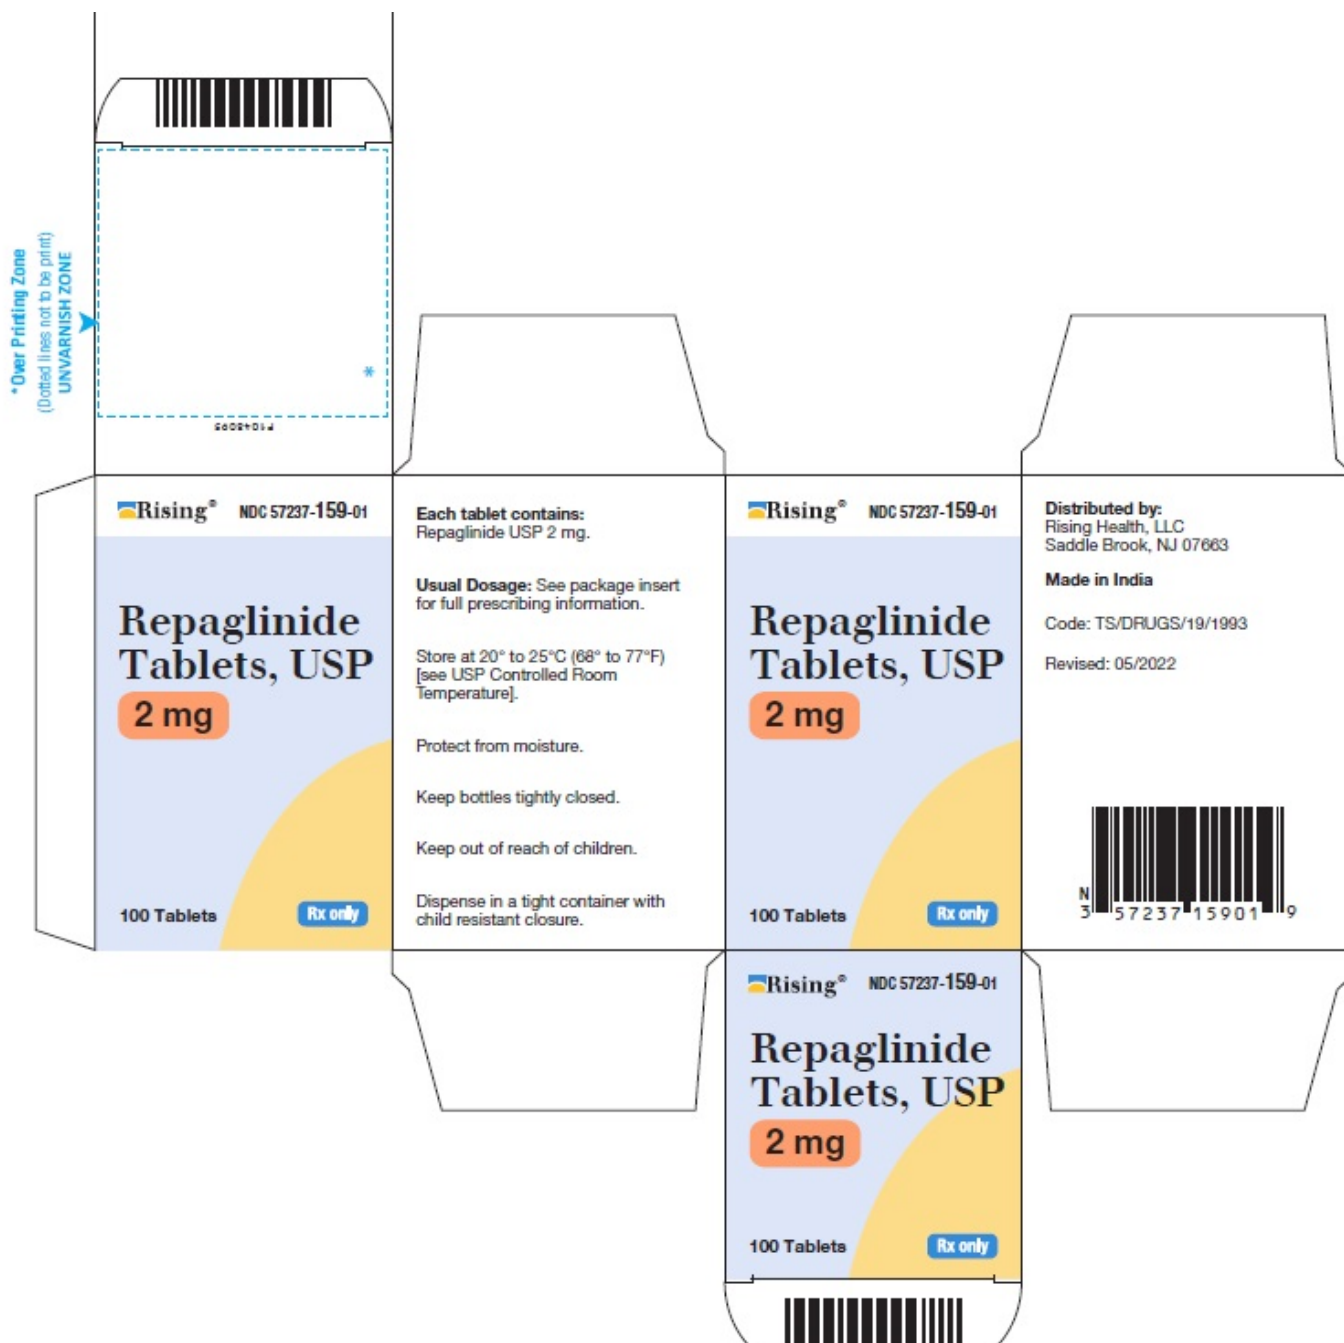 *Over Printing Zone
(Dotted lines not to be print)
UNVARNISH ZONE
*
P1048095
Rising® NDC 57237-159-01
Repaglinide
Tablets, USP
2 mg
100 Tablets Rx only
Each tablet contains:
Repaglinide USP 2 mg.
Usual Dosage: See package insert
for full prescribing information.
Store at 20° to 25°C (68° to 77°F)
[see USP Controlled Room
Temperature].
Protect from moisture.
Keep bottles tightly closed.
Keep out of reach of children.
Dispense in a tight container with
child resistant closure.
Rising® NDC 57237-159-01
Repaglinide
Tablets, USP
2 mg
100 Tablets Rx only
Distributed by:
Rising Health, LLC
Saddle Brook, NJ 07663
Made in India
Code: TS/DRUGS/19/1993
Revised: 05/2022
N
3 57237 15901 9
Rising® NDC 57237-159-01
Repaglinide
Tablets, USP
2 mg
100 Tablets Rx only